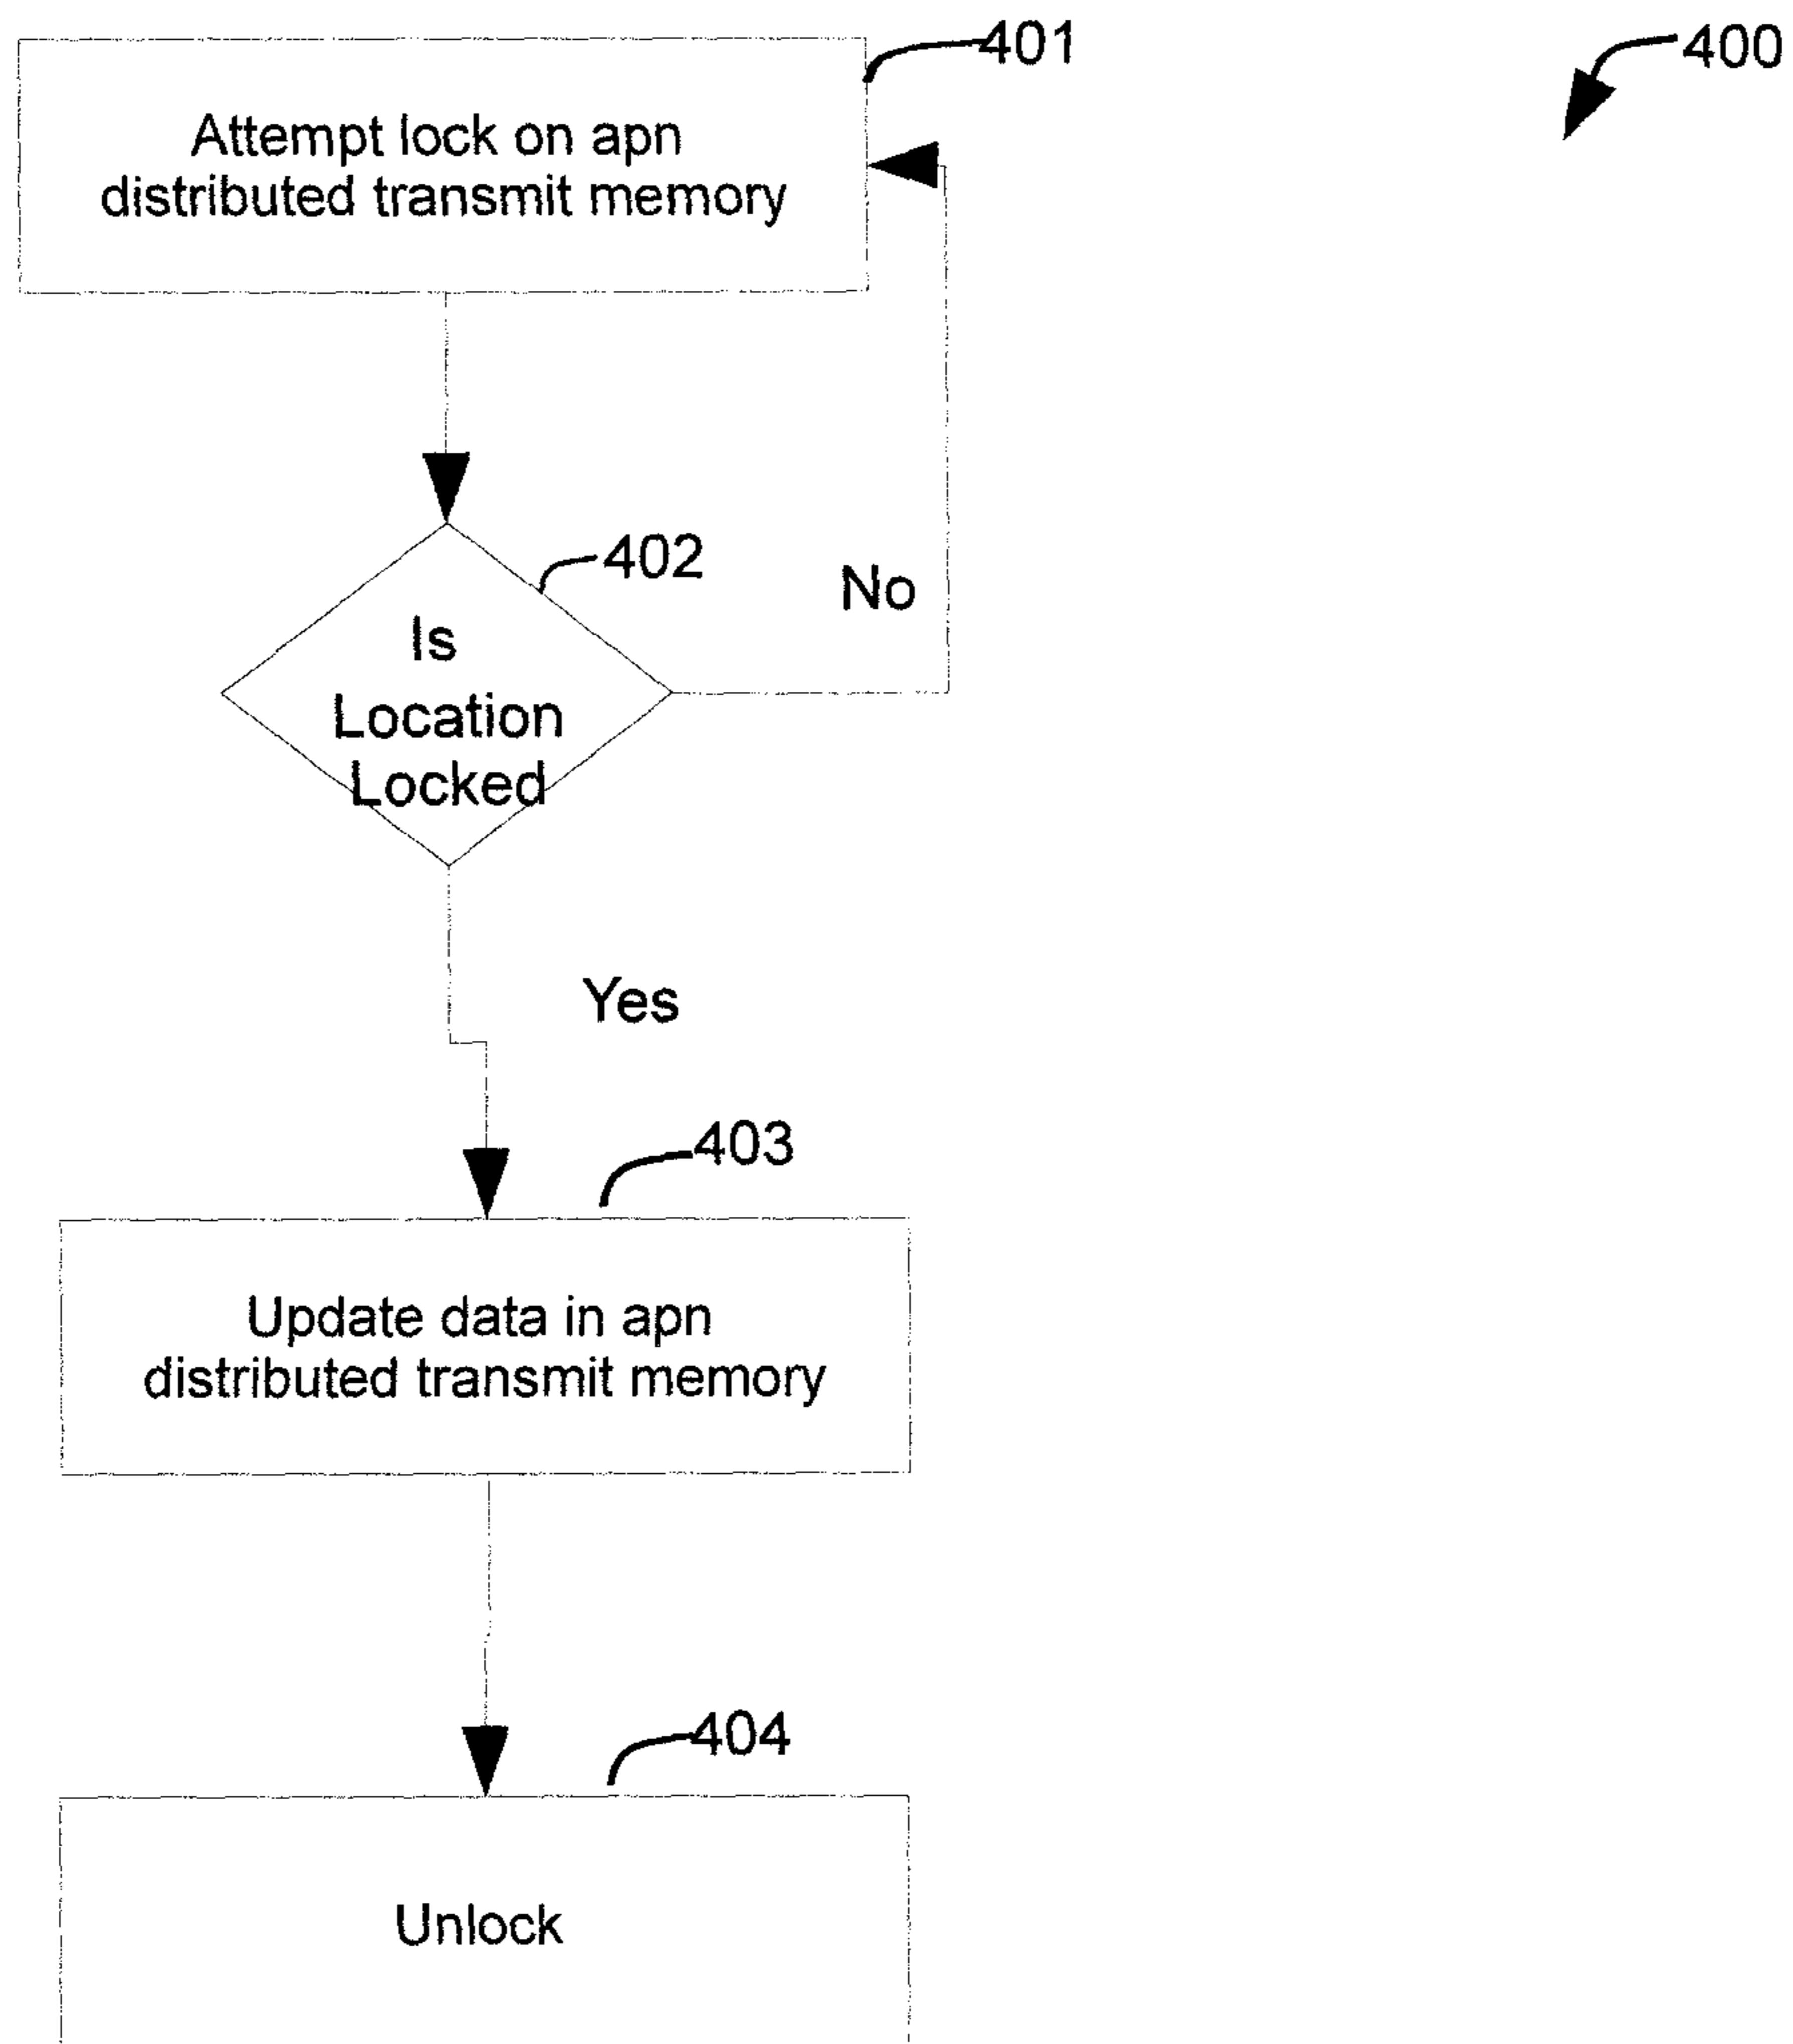 401
400
Attempt lock on apn
distributed transmit memory
402
No
Is
Location
Locked
Yes
403
Update data in apn
distributed transmit memory
404
Unlock